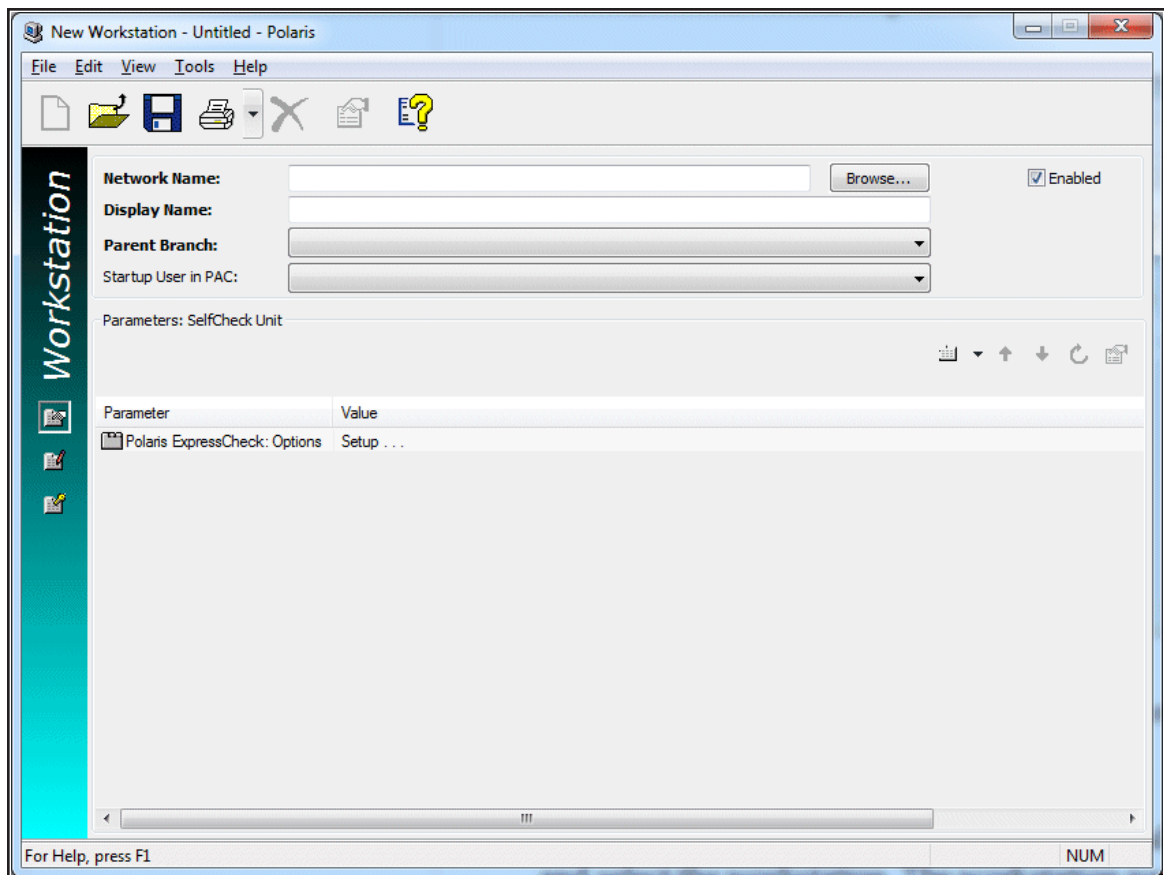 New Workstation - Untitled - Polaris
File Edit View Tools Help
Workstation
Network Name:
Browse...
Enabled
Display Name:
Parent Branch:
Startup User in PAC:
Parameters: SelfCheck Unit
Parameter Value
Polaris ExpressCheck: Options Setup . . .
For Help, press F1
NUM